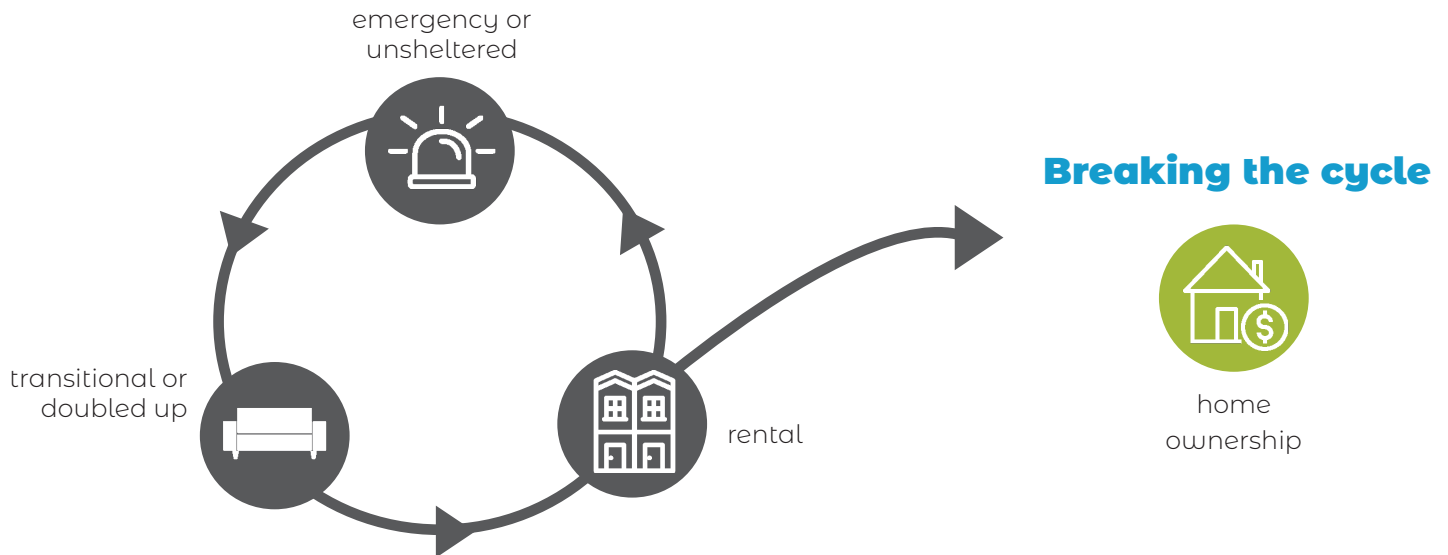 emergency or
unsheltered
Breaking the cycle
$
transitional or
doubled up
rental
home
ownership